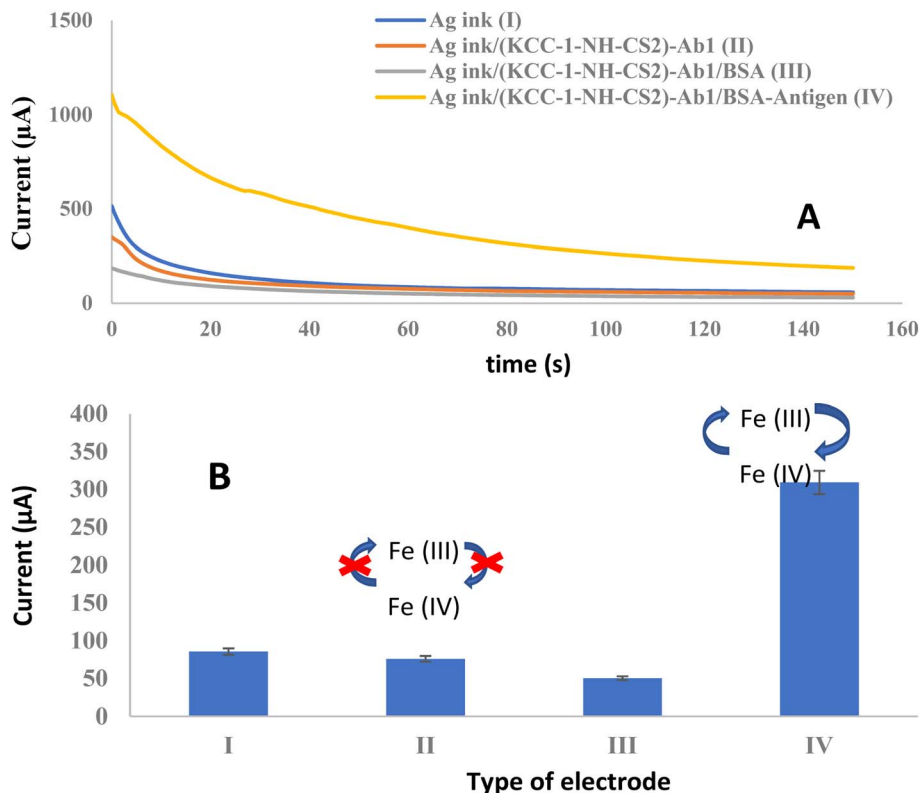 1500
1000
500
0
Current (μA)
Ag ink (I)
Ag ink/(KCC-1-NH-CS2)-Ab1 (II)
Ag ink/(KCC-1-NH-CS2)-Ab1/BSA (III)
Ag ink/(KCC-1-NH-CS2)-Ab1/BSA-Antigen (IV)
A
0 20 40 60 80 100 120 140 160
time (s)
400
350
300
250
200
150
100
50
0
Current (μA)
B
Fe (III)
Fe (IV)
Fe (III)
Fe (IV)
I II III IV
Type of electrode